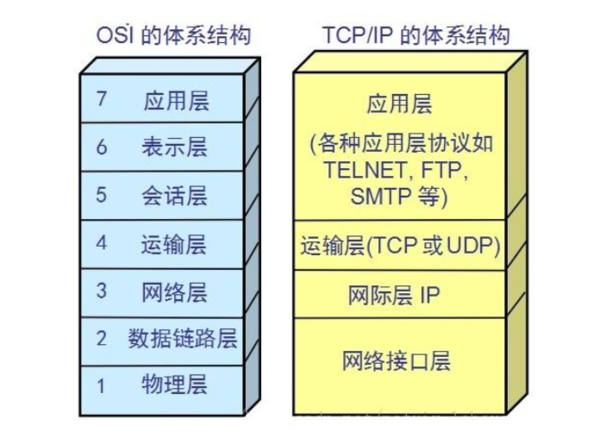 OSI 的体系结构
7 应用层
6 表示层
5 会话层
4 运输层
3 网络层
2 数据链路层
1 物理层
TCP/IP 的体系结构
应用层
(各种应用层协议如
TELNET, FTP,
SMTP 等)
运输层(TCP 或 UDP)
网际层 IP
网络接口层